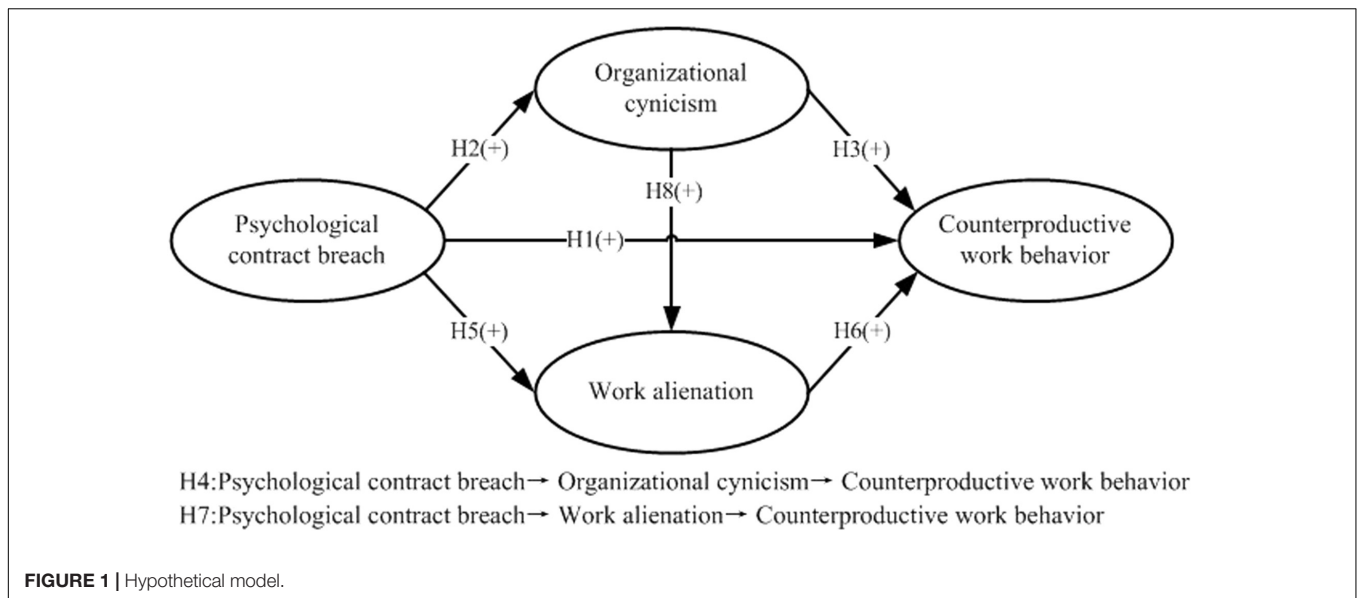 Organizational
cynicism
H2(+)
H3(+)
H8(+)
Psychological
contract breach
H1(+)
Counterproductive
work behavior
H5(+)
H6(+)
Work alienation
H4:Psychological contract breach→ Organizational cynicism→ Counterproductive work behavior
H7:Psychological contract breach→ Work alienation→ Counterproductive work behavior
FIGURE 1 | Hypothetical model.